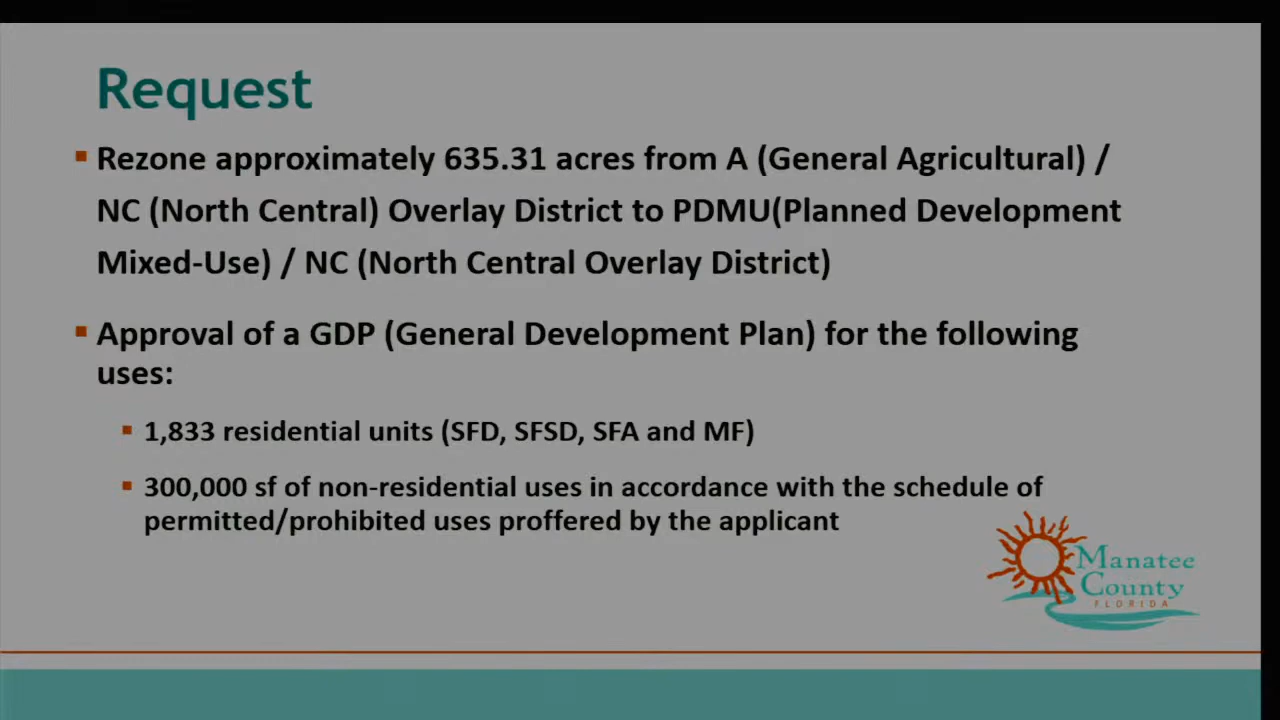 Request
Rezone approximately 635.31 acres from A (General Agricultural) /
NC (North Central) Overlay District to PDMU(Planned Development
Mixed-Use) / NC (North Central Overlay District)
Approval of a GDP (General Development Plan) for the following
uses:
1,833 residential units (SFD, SFSD, SFA and MF)
300,000 sf of non-residential uses in accordance with the schedule of
permitted/prohibited uses proffered by the applicant
Manatee
County
FLORIDA